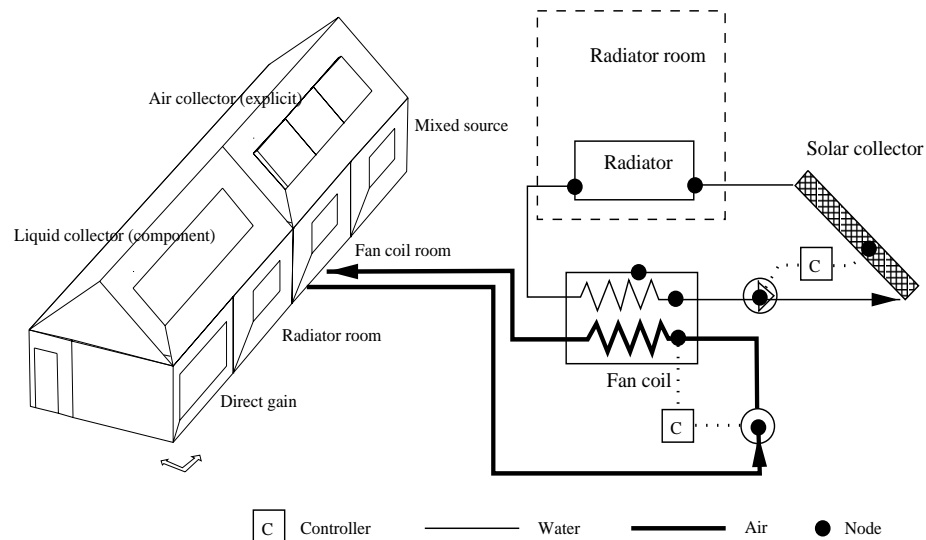 Radiator room
Air collector (explicit)
Mixed source
Radiator
Solar collector
Liquid collector (component)
Fan coil room
C
Radiator room
Fan coil
Direct gain
C
C Controller Water Air Node